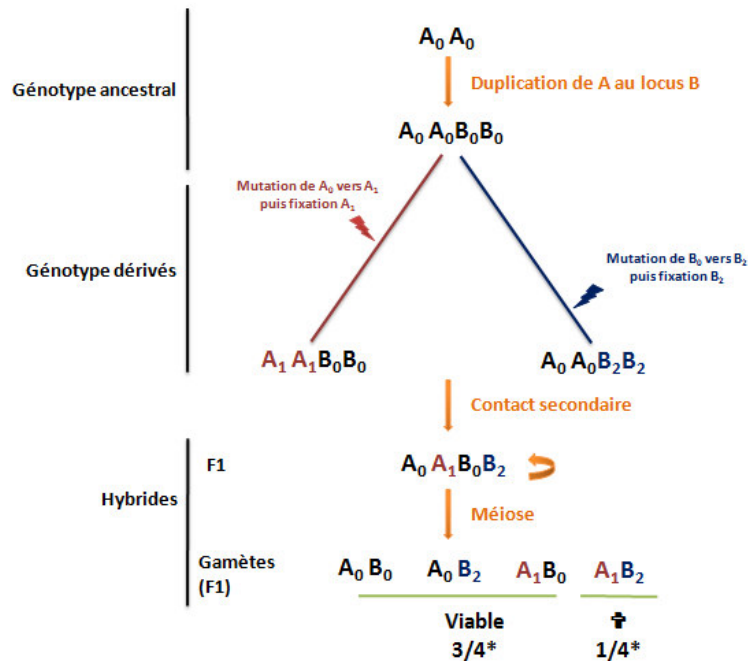 A₀ A₀
Génotype ancestral
Duplication de A au locus B
A₀ A₀B₀B₀
Mutation de A₀ vers A₁
puis fixation A₁
Génotype dérivés
Mutation de B₀ vers B₂
puis fixation B₂
A₁ A₁B₀B₀
A₀ A₀B₂B₂
Contact secondaire
F1
A₀ A₁B₀B₂
Hybrides
Méiose
Gamètes
(F1)
A₀ B₀ A₀ B₂ A₁B₀ A₁B₂
Viable ✞
3/4* 1/4*